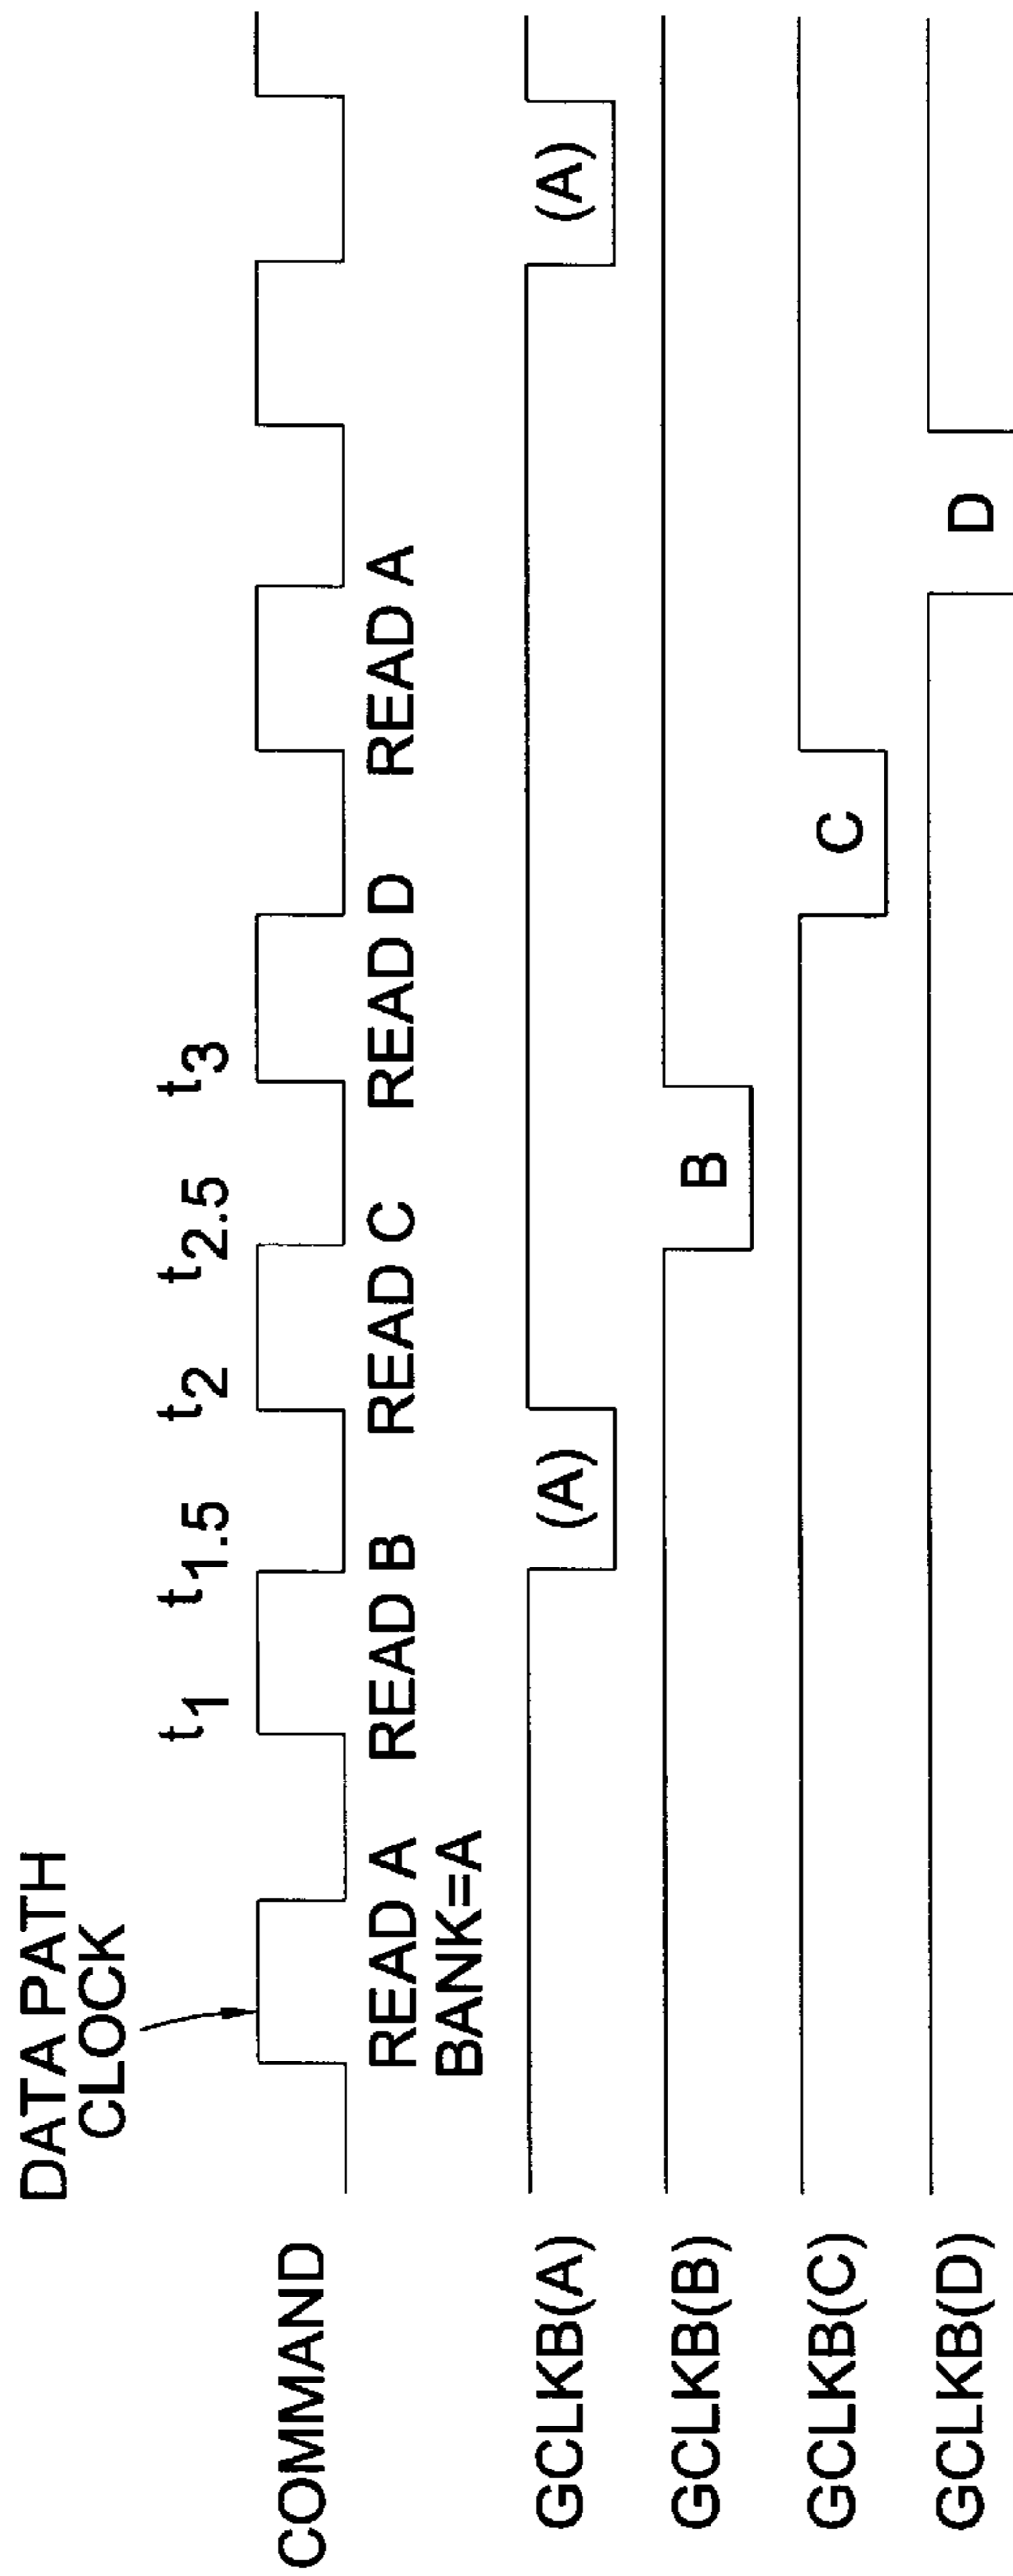 DATA PATH
CLOCK
t1 t1.5 t2 t2.5 t3
COMMAND
READ A READ B READ C READ D READ A
BANK=A
GCLKB(A) (A) (A)
GCLKB(B) B
GCLKB(C) C
GCLKB(D) D